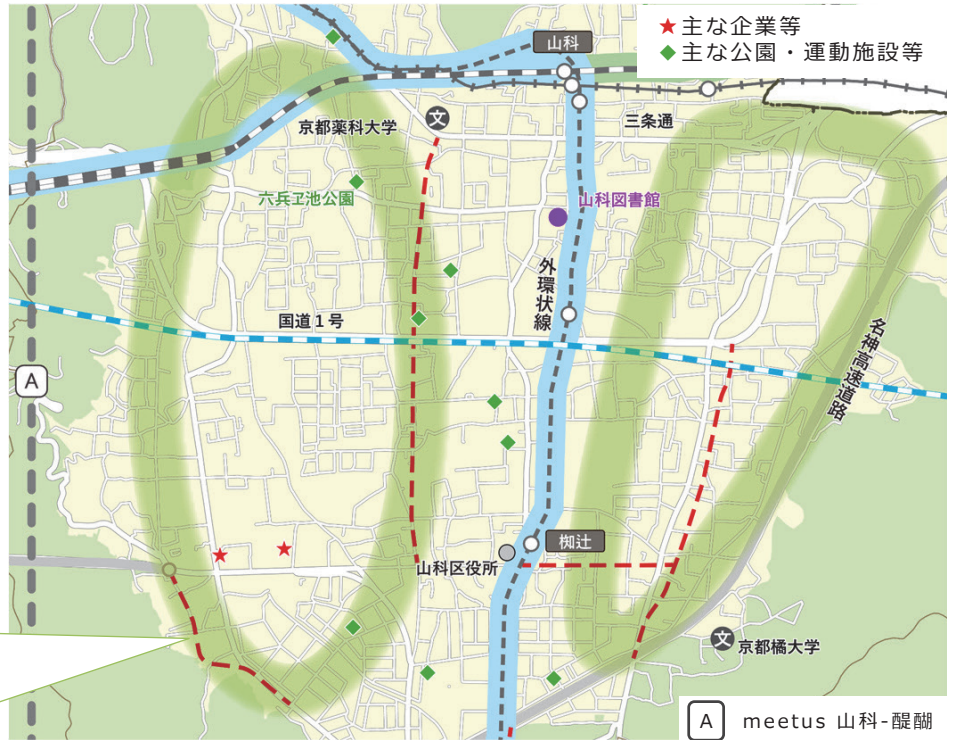 ★主な企業等
◆主な公園・運動施設等
山科
京都薬科大学
文
三条通
六兵ヱ池公園
山科図書館
外環状線
国道1号
名神高速道路
A
椥辻
山科区役所
文
京都橘大学
A meetus 山科-醍醐